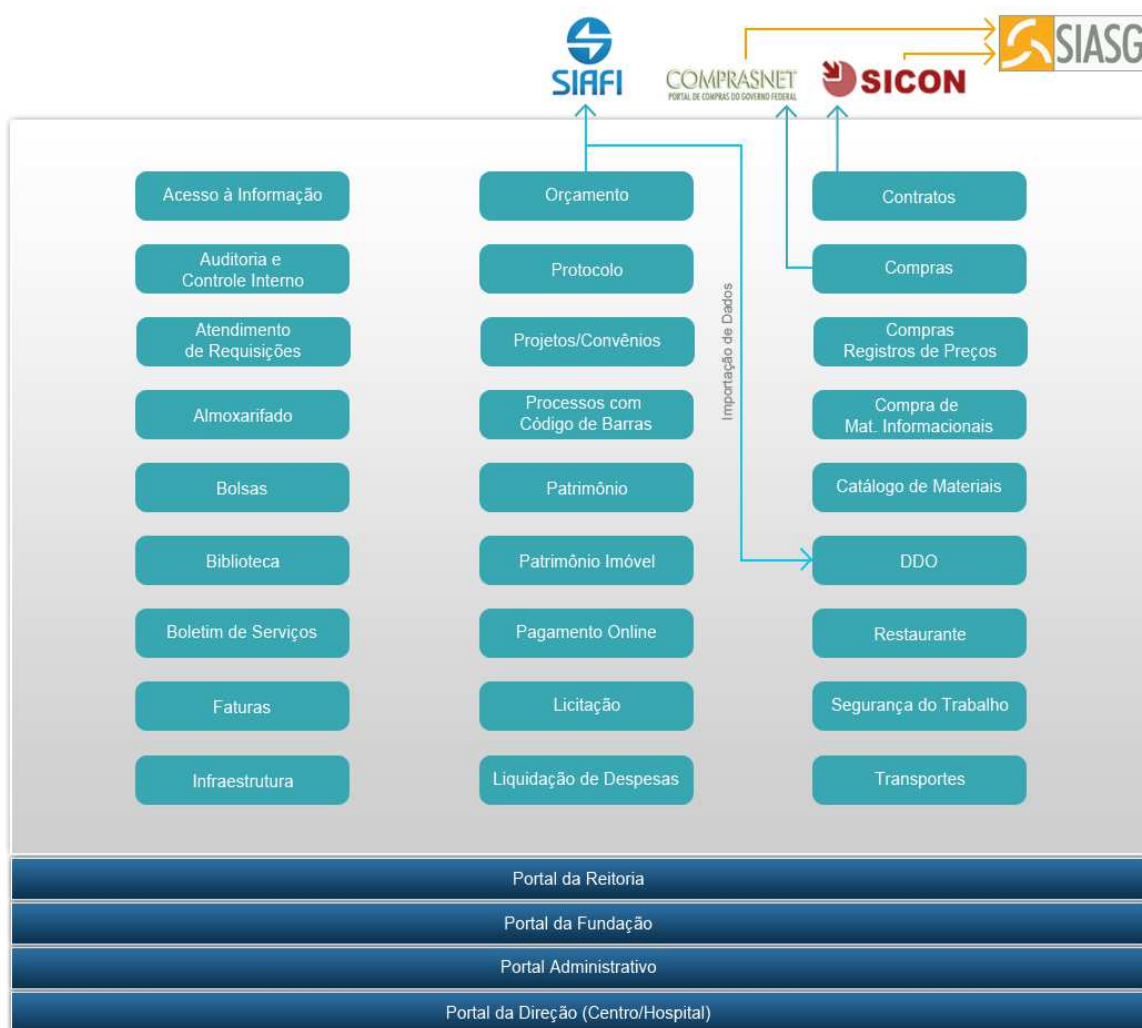 SIAFI
COMPRASNET
PORTAL DE COMPRAS DO GOVERNO FEDERAL
SICON
SIASG
Acesso à Informação
Orçamento
Contratos
Auditoria e
Controle Interno
Protocolo
Compras
Atendimento
de Requisições
Projetos/Convênios
Compras
Registros de Preços
Almoxarifado
Processos com
Código de Barras
Compra de
Mat. Informacionais
Bolsas
Patrimônio
Catálogo de Materiais
Biblioteca
Patrimônio Imóvel
DDO
Boletim de Serviços
Pagamento Online
Restaurante
Faturas
Licitação
Segurança do Trabalho
Infraestrutura
Liquidação de Despesas
Transportes
Importação de Dados
Portal da Reitoria
Portal da Fundação
Portal Administrativo
Portal da Direção (Centro/Hospital)